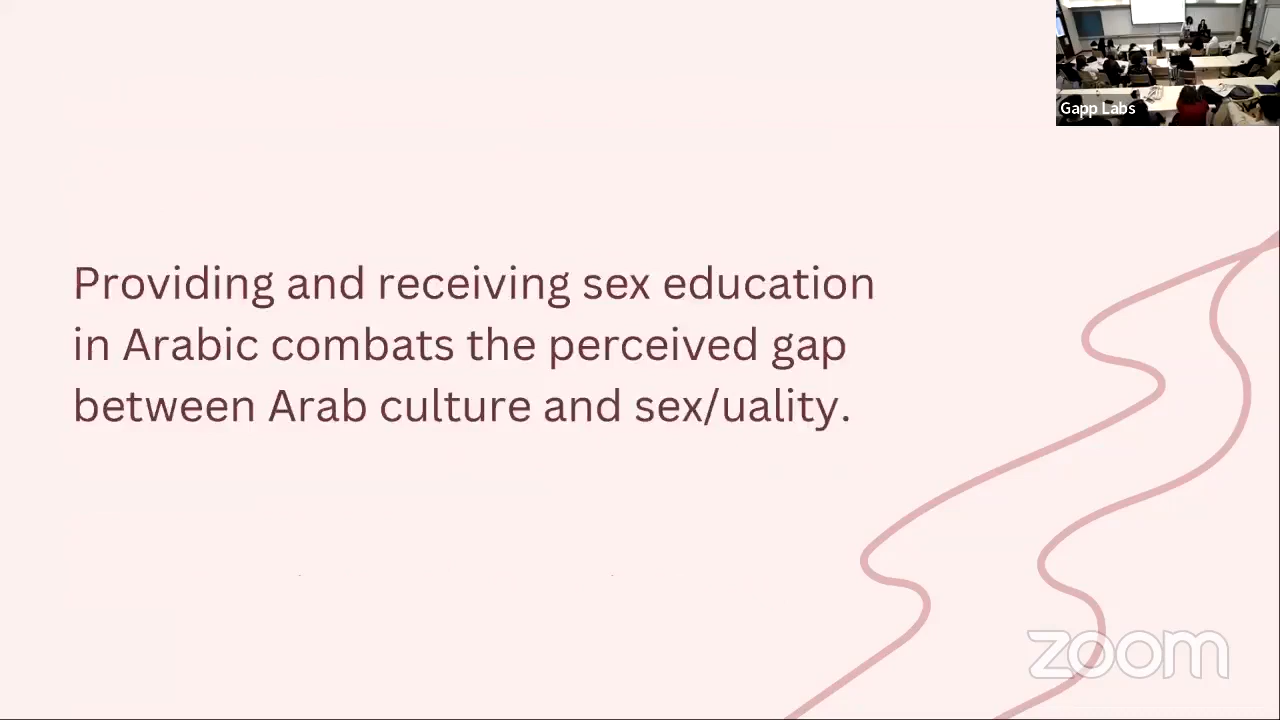 Gapp Labs
Providing and receiving sex education
in Arabic combats the perceived gap
between Arab culture and sex/uality.
zoom